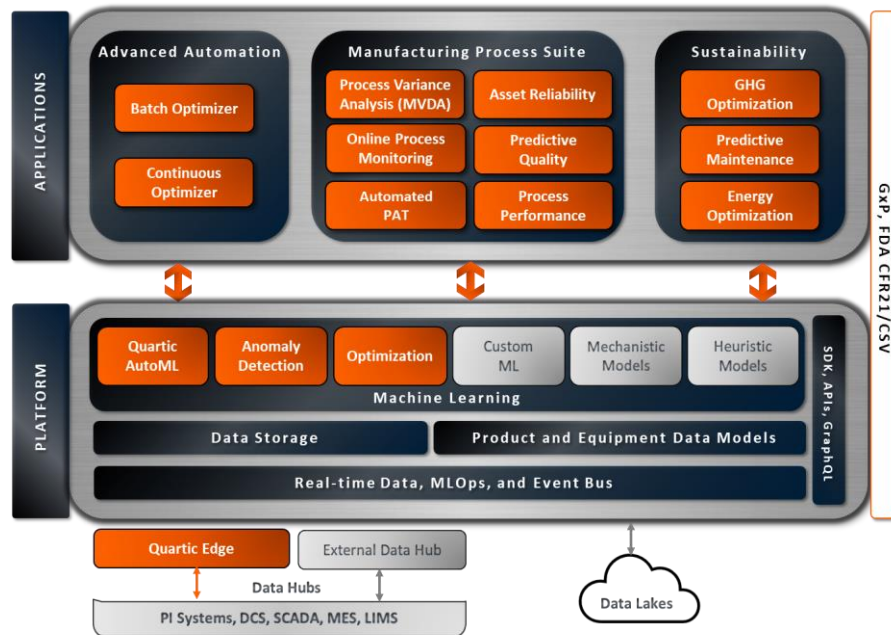 APPLICATIONS
Advanced Automation
Batch Optimizer
Continuous
Optimizer
Manufacturing Process Suite
Process Variance
Analysis (MVDA)
Asset Reliability
Online Process
Monitoring
Predictive
Quality
Automated
PAT
Process
Performance
Sustainability
GHG
Optimization
Predictive
Maintenance
Energy
Optimization
GxP, FDA CFR21/CSV
PLATFORM
Quartic
AutoML
Anomaly
Detection
Optimization
Custom
ML
Mechanistic
Models
Heuristic
Models
Machine Learning
Data Storage
Product and Equipment Data Models
Real-time Data, MLOps, and Event Bus
SDK, APIs, GraphQL
Quartic Edge
External Data Hub
Data Hubs
PI Systems, DCS, SCADA, MES, LIMS
Data Lakes